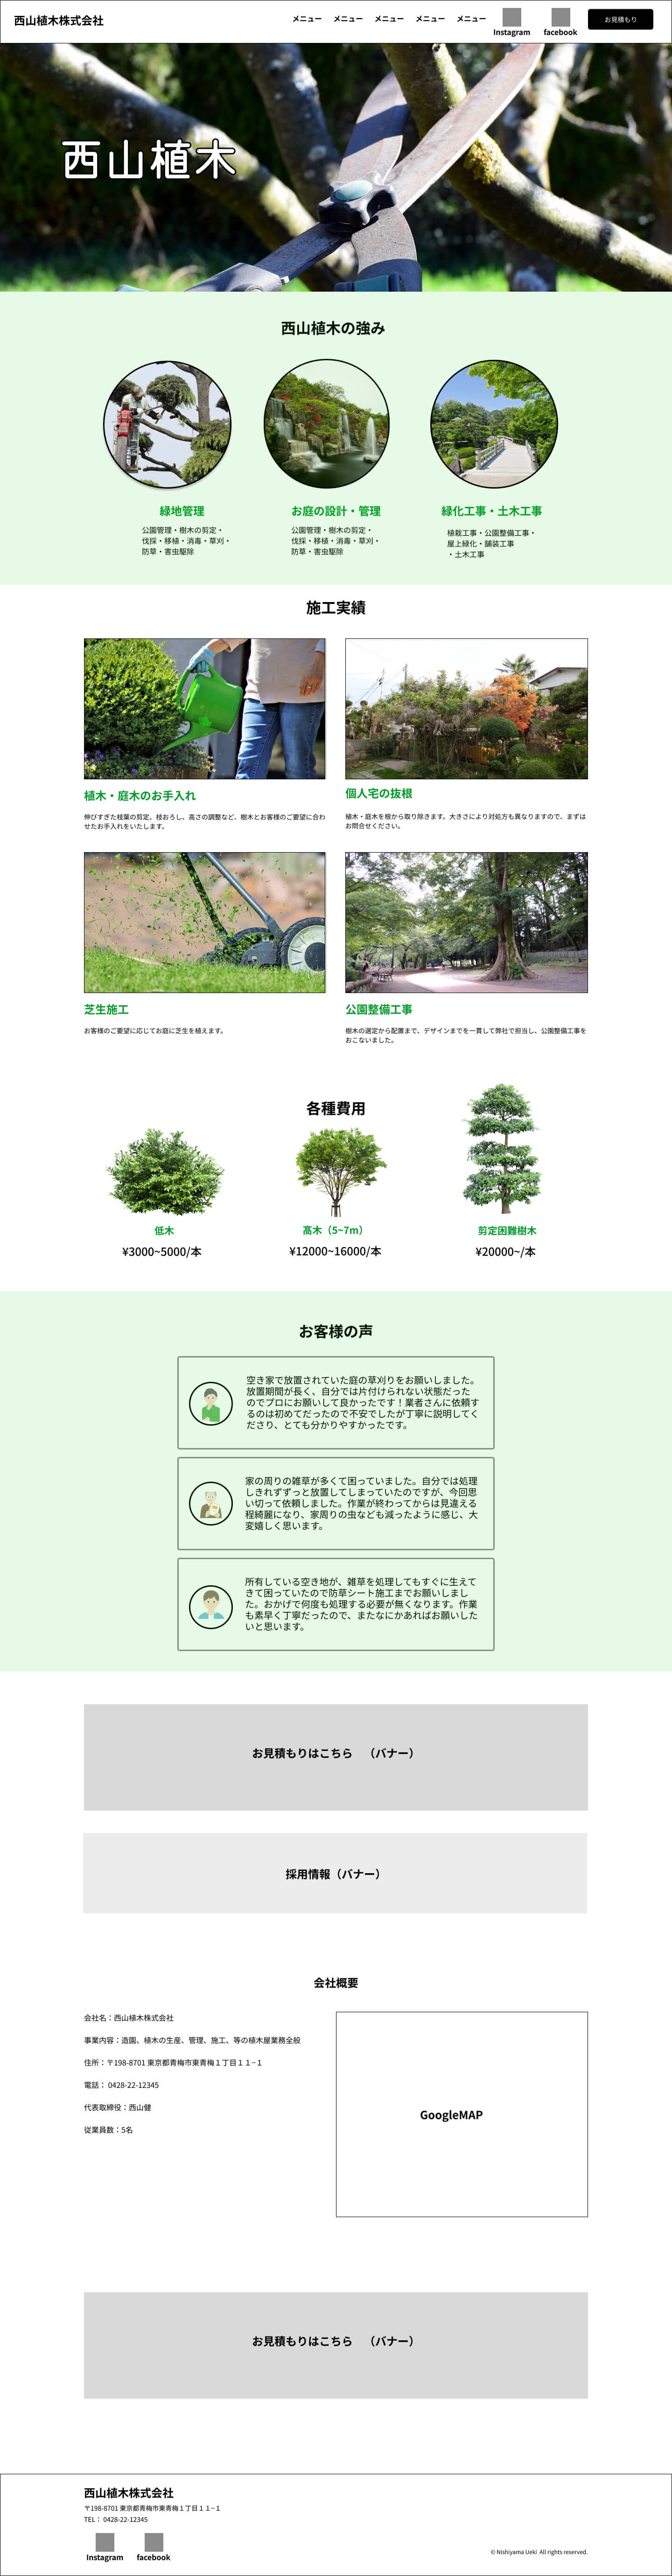 西山植木株式会社
メニュー メニュー メニュー メニュー メニュー
Instagram facebook
お見積もり
西山植木
西山植木の強み
緑地管理
公園管理・樹木の剪定・
伐採・移植・消毒・草刈・
防草・害虫駆除
お庭の設計・管理
公園管理・樹木の剪定・
伐採・移植・消毒・草刈・
防草・害虫駆除
緑化工事・土木工事
植栽工事・公園整備工事・
屋上緑化・舗装工事
・土木工事
施工実績
植木・庭木のお手入れ
伸びすぎた枝葉の剪定、枝おろし、高さの調整など、樹木とお客様のご要望に合わ
せたお手入れをいたします。
個人宅の抜根
植木・庭木を根から取り除きます。大きさにより対処方も異なりますので、まずは
お問合せください。
芝生施工
お客様のご要望に応じてお庭に芝生を植えます。
公園整備工事
樹木の選定から配置まで、デザインまでを一貫して弊社で担当し、公園整備工事を
おこないました。
各種費用
低木
¥3000~5000/本
髙木（5~7m）
¥12000~16000/本
剪定困難樹木
¥20000~/本
お客様の声
空き家で放置されていた庭の草刈りをお願いしました。
放置期間が長く、自分では片付けられない状態だった
のでプロにお願いして良かったです！業者さんに依頼す
るのは初めてだったので不安でしたが丁寧に説明してく
ださり、とても分かりやすかったです。
家の周りの雑草が多くて困っていました。自分では処理
しきれずずっと放置してしまっていたのですが、今回思
い切って依頼しました。作業が終わってからは見違える
程綺麗になり、家周りの虫なども減ったように感じ、大
変嬉しく思います。
所有している空き地が、雑草を処理してもすぐに生えて
きて困っていたので防草シート施工までお願いしまし
た。おかげで何度も処理する必要が無くなります。作業
も素早く丁寧だったので、またなにかあればお願いした
いと思います。
お見積もりはこちら　（バナー）
採用情報（バナー）
会社概要
会社名：西山植木株式会社
事業内容：造園、植木の生産、管理、施工、等の植木屋業務全般
住所：〒198-8701 東京都青梅市東青梅１丁目１１−１
電話： 0428-22-12345
代表取締役：西山健
従業員数：5名
GoogleMAP
お見積もりはこちら　（バナー）
西山植木株式会社
〒198-8701 東京都青梅市東青梅１丁目１１−１
TEL： 0428-22-12345
Instagram facebook
© Nishiyama Ueki All rights reserved.